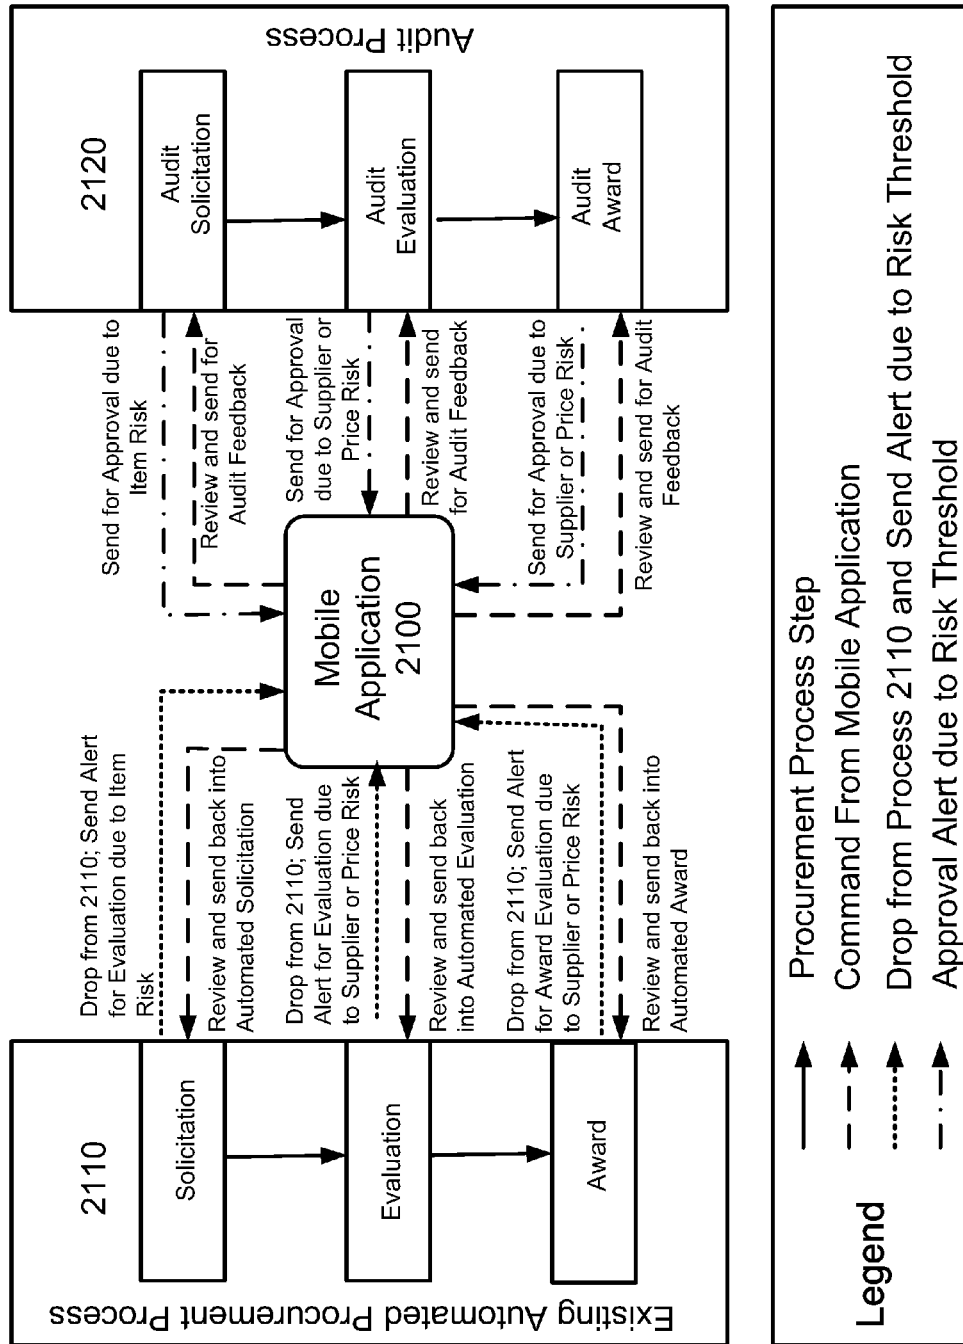 Existing Automated Procurement Process
2110
Solicitation
Evaluation
Award
Drop from 2110; Send Alert
for Evaluation due to Item
Risk
Review and send back into
Automated Solicitation
Drop from 2110; Send
Alert for Evaluation due
to Supplier or Price Risk
Review and send back
into Automated Evaluation
Drop from 2110; Send Alert
for Award Evaluation due
to Supplier or Price Risk
Review and send back into
Automated Award
Mobile
Application
2100
Send for Approval due to
Item Risk
Review and send for
Audit Feedback
Send for Approval
due to Supplier or
Price Risk
Review and send
for Audit Feedback
Send for Approval due to
Supplier or Price Risk
Review and send for Audit
Feedback
2120
Audit
Solicitation
Audit
Evaluation
Audit
Award
Audit Process
Legend
Procurement Process Step
Command From Mobile Application
Drop from Process 2110 and Send Alert due to Risk Threshold
Approval Alert due to Risk Threshold